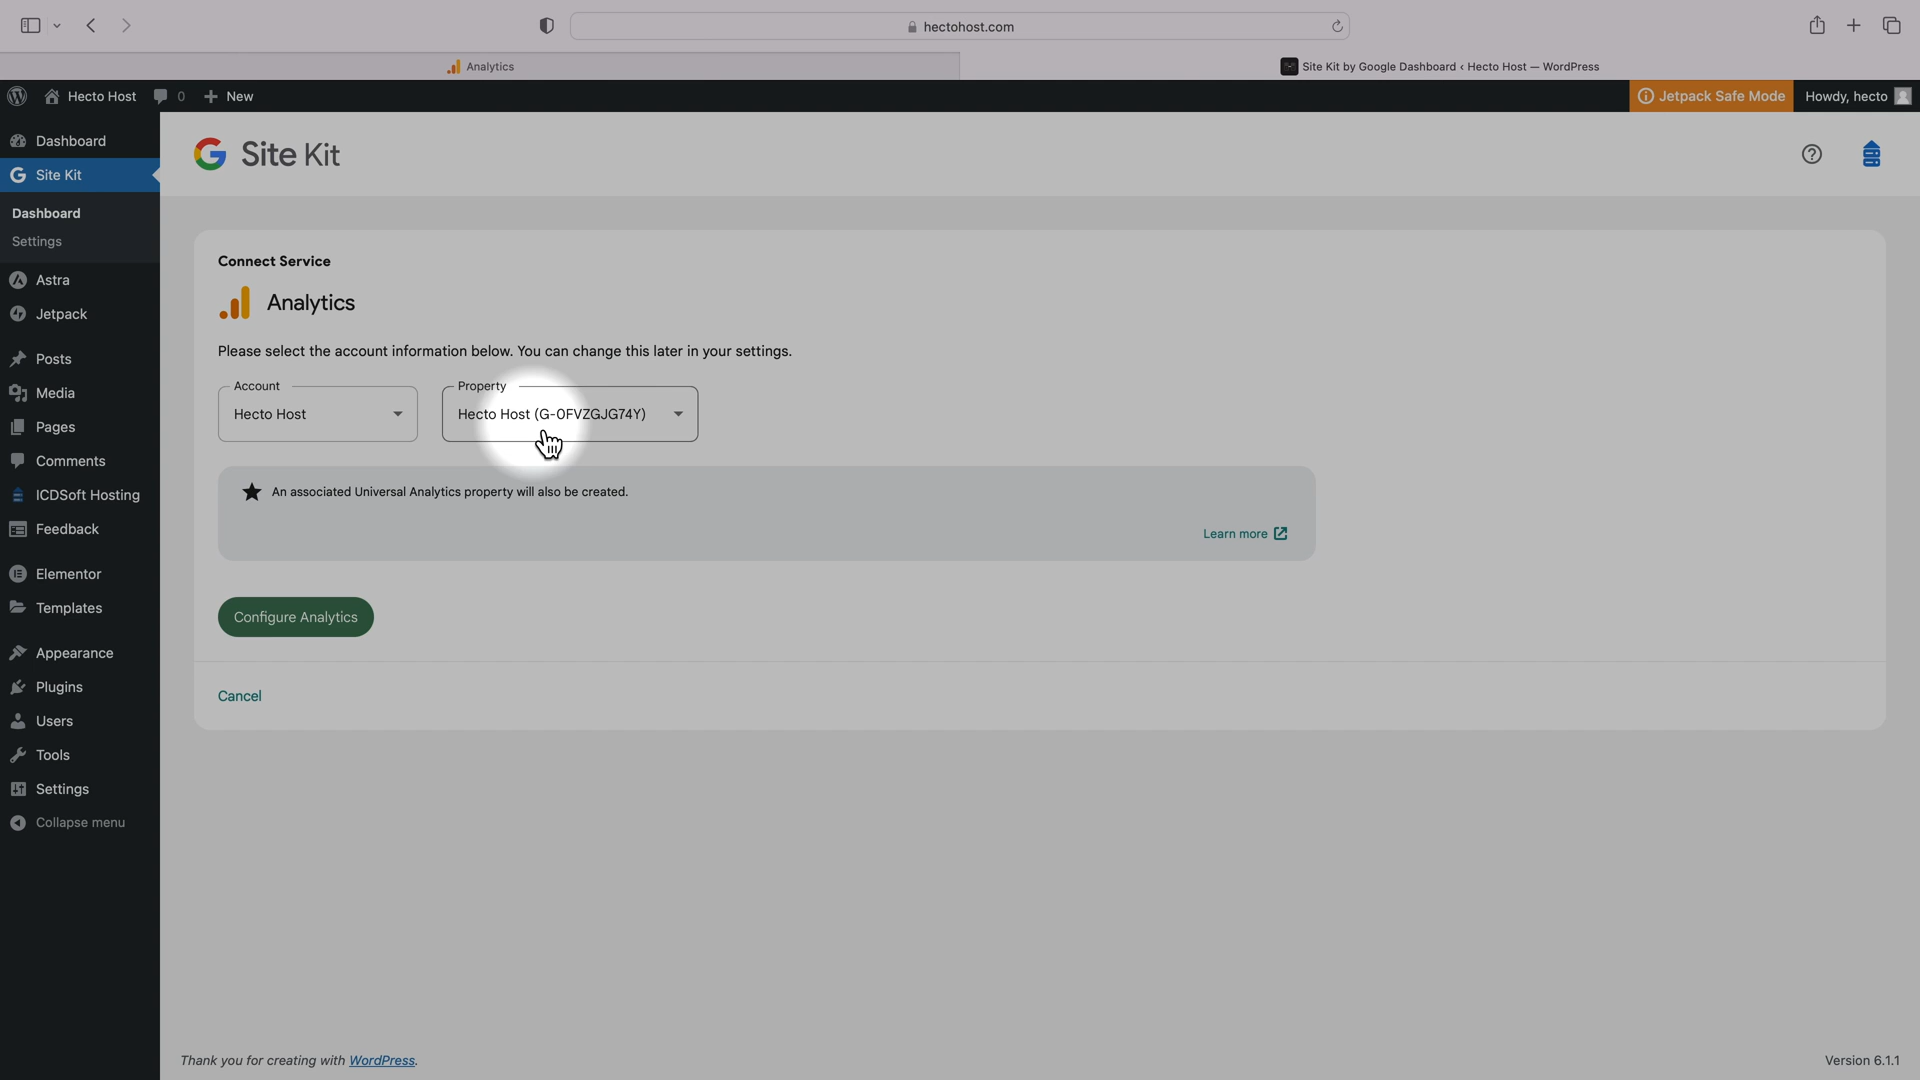 hectohost.com
Analytics
Site Kit by Google Dashboard ‹ Hecto Host — WordPress
Hecto Host
0
New
Jetpack Safe Mode
Howdy, hecto
Dashboard
Site Kit
Dashboard
Settings
Astra
Jetpack
Posts
Media
Pages
Comments
ICDSoft Hosting
Feedback
Elementor
Templates
Appearance
Plugins
Users
Tools
Settings
Collapse menu
Site Kit
Connect Service
Analytics
Please select the account information below. You can change this later in your settings.
Account
Hecto Host
Property
Hecto Host (G-0FVZGJG74Y)
An associated Universal Analytics property will also be created.
Learn more
Configure Analytics
Cancel
Thank you for creating with WordPress.
Version 6.1.1